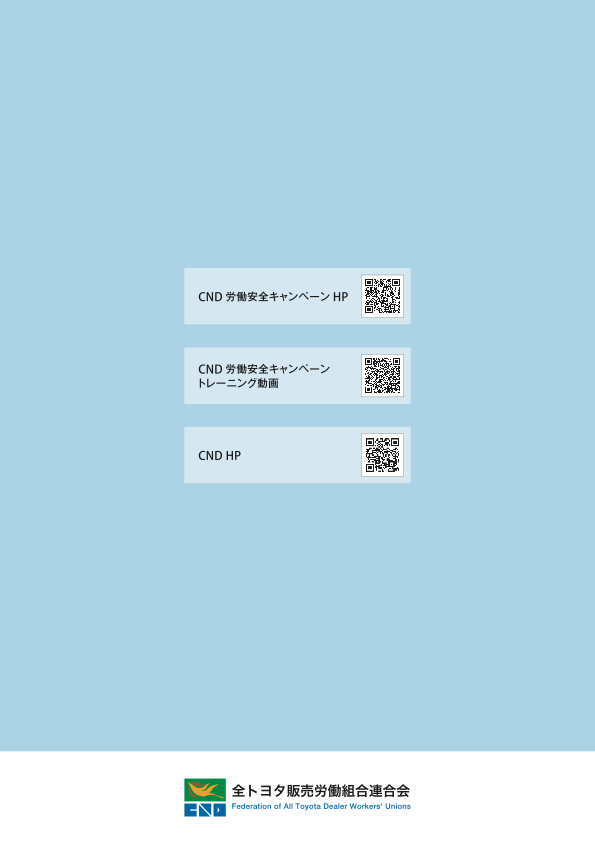 CND 労働安全キャンペーン HP
CND 労働安全キャンペーン
トレーニング動画
CND HP
全トヨタ販売労働組合連合会
CND
Federation of All Toyota Dealer Workers' Unions